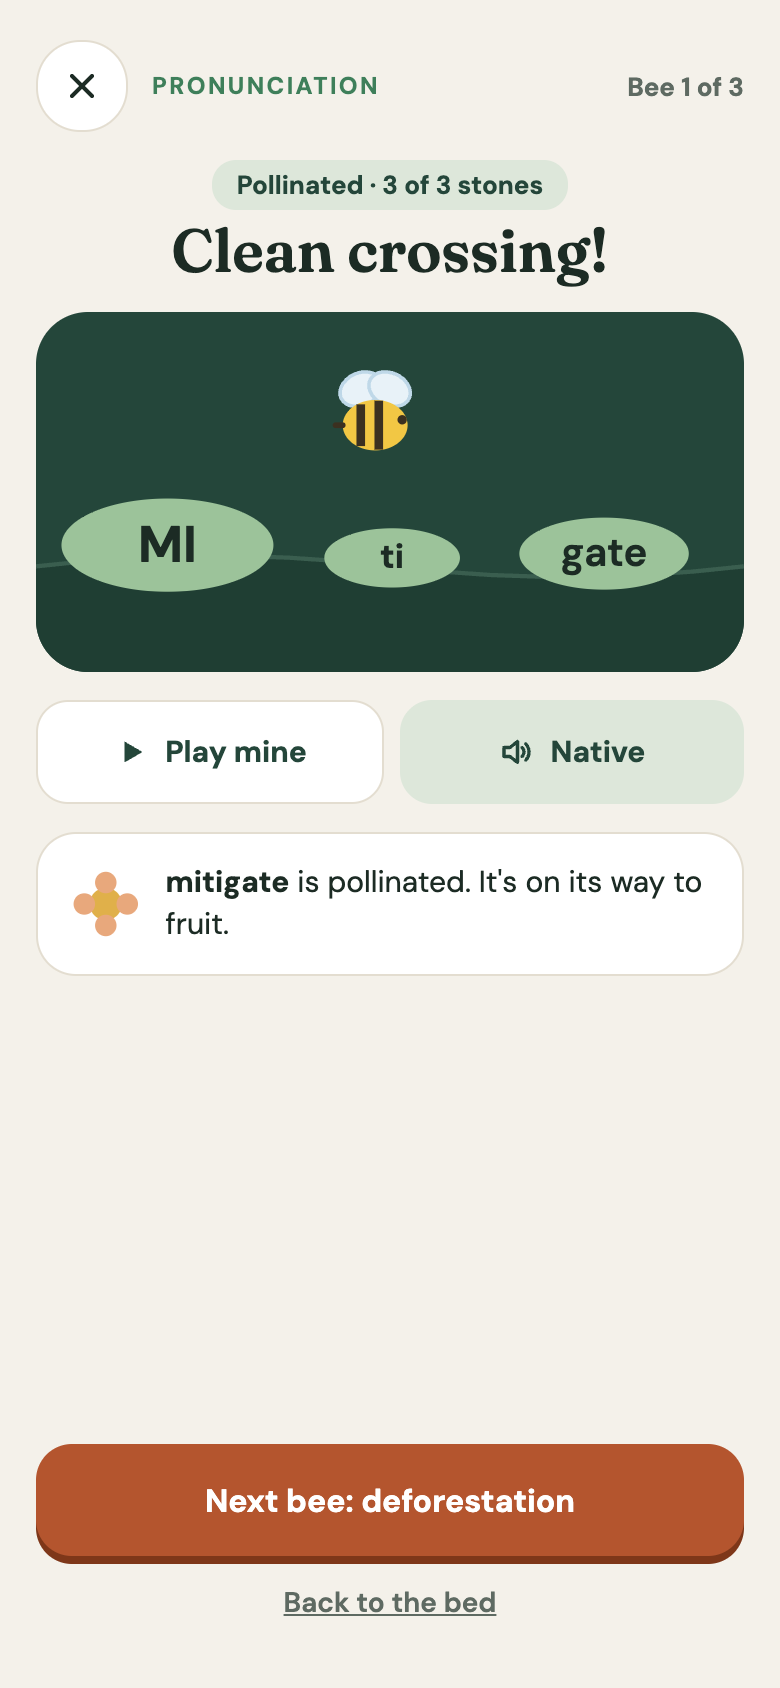 PRONUNCIATION
Bee 1 of 3
Pollinated · 3 of 3 stones
Clean crossing!
MI
ti
gate
Play mine
Native
mitigate is pollinated. It's on its way to
fruit.
Next bee: deforestation
Back to the bed